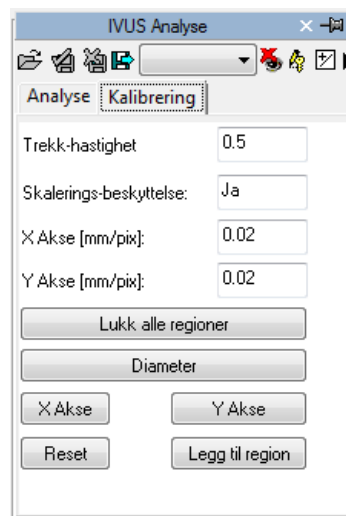 IVUS Analyse
Analyse Kalibrering
Trekk-hastighet 0.5
Skalerings-beskyttelse: Ja
X Akse [mm/pix]: 0.02
Y Akse [mm/pix]: 0.02
Lukk alle regioner
Diameter
X Akse Y Akse
Reset Legg til region